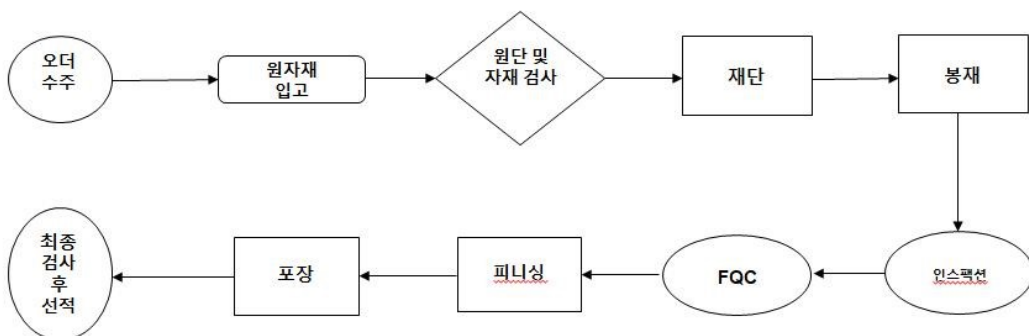 오더
수주
원자재
입고
원단 및
자재 검사
재단
봉재
인스팩션
FQC
피니싱
포장
최종
검사
후
선적